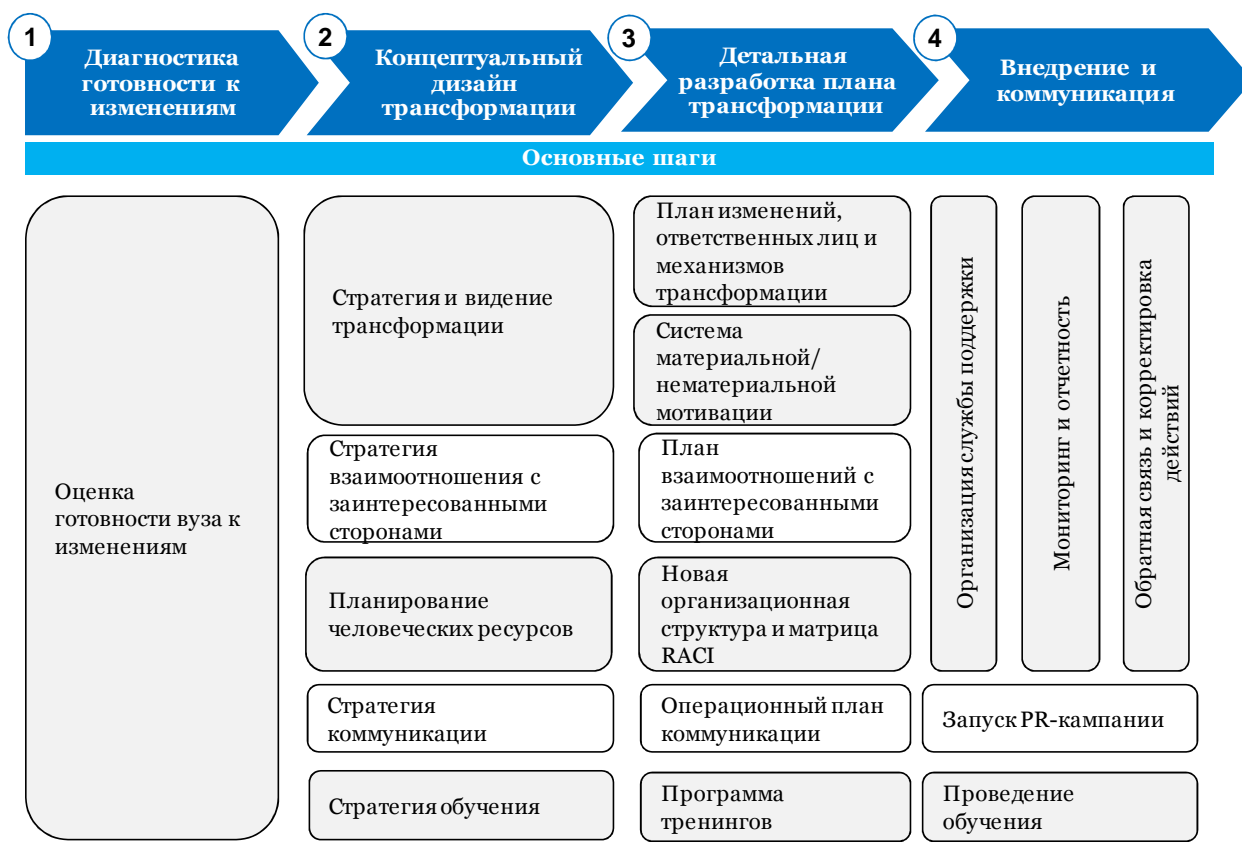 1
Диагностика
готовности к
изменениям
2
Концептуальный
дизайн
трансформации
3
Детальная
разработка плана
трансформации
4
Внедрение и
коммуникация
Основные шаги
Оценка
готовности вуза к
изменениям
Стратегия и видение
трансформации
Стратегия
взаимоотношения с
заинтересованными
сторонами
Планирование
человеческих ресурсов
Стратегия
коммуникации
Стратегия обучения
План изменений,
ответственных лиц и
механизмов
трансформации
Система
материальной/
нематериальной
мотивации
План
взаимоотношений с
заинтересованными
сторонами
Новая
организационная
структура и матрица
RACI
Операционный план
коммуникации
Программа
тренингов
Организация службы поддержки
Мониторинг и отчетность
Обратная связь и корректировка
действий
Запуск PR-кампании
Проведение
обучения